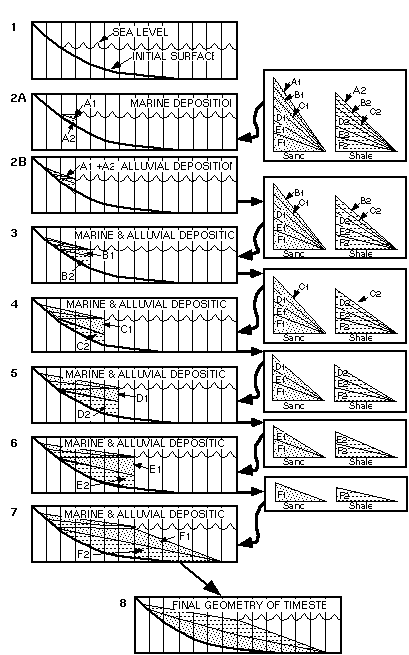 1
SEA LEVEL
INITIAL SURFACE
2A
A1
MARINE DEPOSITIOI
A2
A1
B1
C1
D1
E1
F1
Sanc
A2
B2
C2
D2
E2
F2
Shale
2B
A1 +A2 ALLUVIAL DEPOSITIOI
B1
C1
D1
E1
F1
Sanc
B2
C2
D2
E2
F2
Shale
3
MARINE & ALLUVIAL DEPOSITIC
B1
B2
4
MARINE & ALLUVIAL DEPOSITIC
C1
C2
C1
D1
E1
F1
Sanc
C2
D2
E2
F2
Shale
5
MARINE & ALLUVIAL DEPOSITIC
D1
D2
D1
E1
F1
Sanc
D2
E2
F2
Shale
6
MARINE & ALLUVIAL DEPOSITIC
E1
E2
E1
F1
Sanc
E2
F2
Shale
7
MARINE & ALLUVIAL DEPOSITIC
F1
F2
F1
Sanc
F2
Shale
8
FINAL GEOMETRY OF TIMESTE